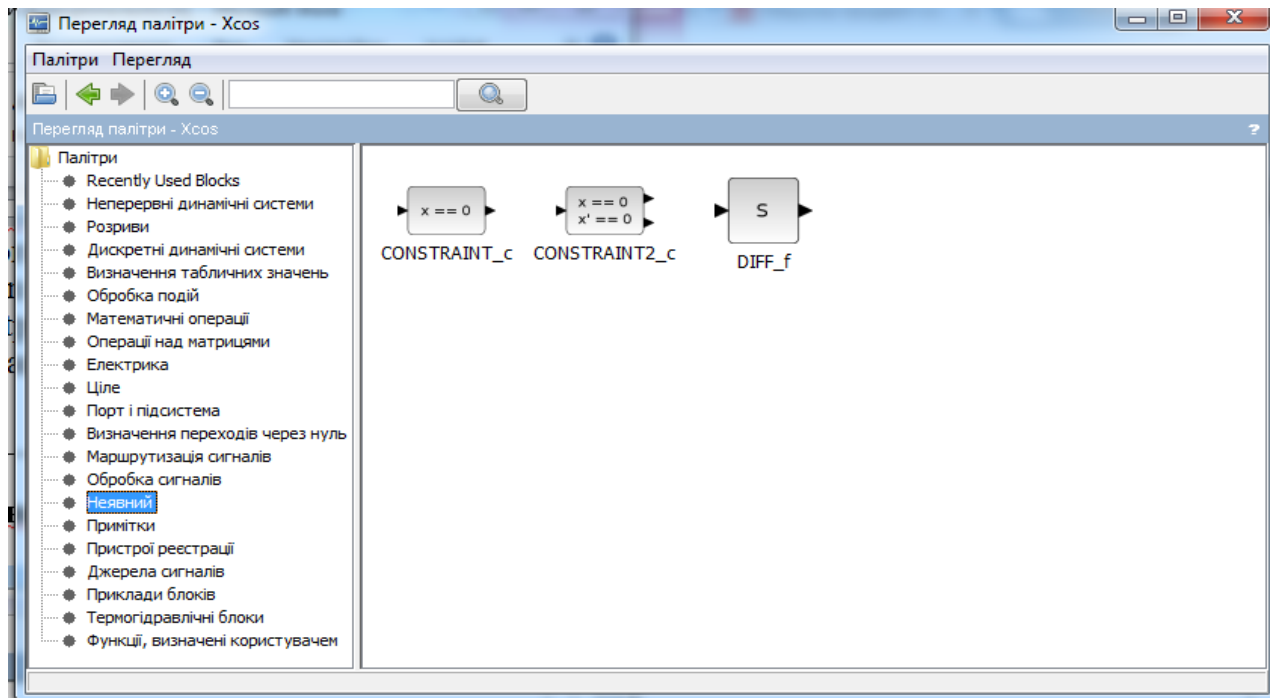 Перегляд палітри - Xcos
Палітри Перегляд
Перегляд палітри - Xcos ?
Палітри
Recently Used Blocks
Неперервні динамічні системи
Розриви
Дискретні динамічні системи
Визначення табличних значень
Обробка подій
Математичні операції
Операції над матрицями
Електрика
Ціле
Порт і підсистема
Визначення переходів через нуль
Маршрутизація сигналів
Обробка сигналів
Неявний
Примітки
Пристрої реєстрації
Джерела сигналів
Приклади блоків
Термогідравлічні блоки
Функції, визначені користувачем
x == 0
CONSTRAINT_c
x == 0
x' == 0
CONSTRAINT2_c
S
DIFF_f